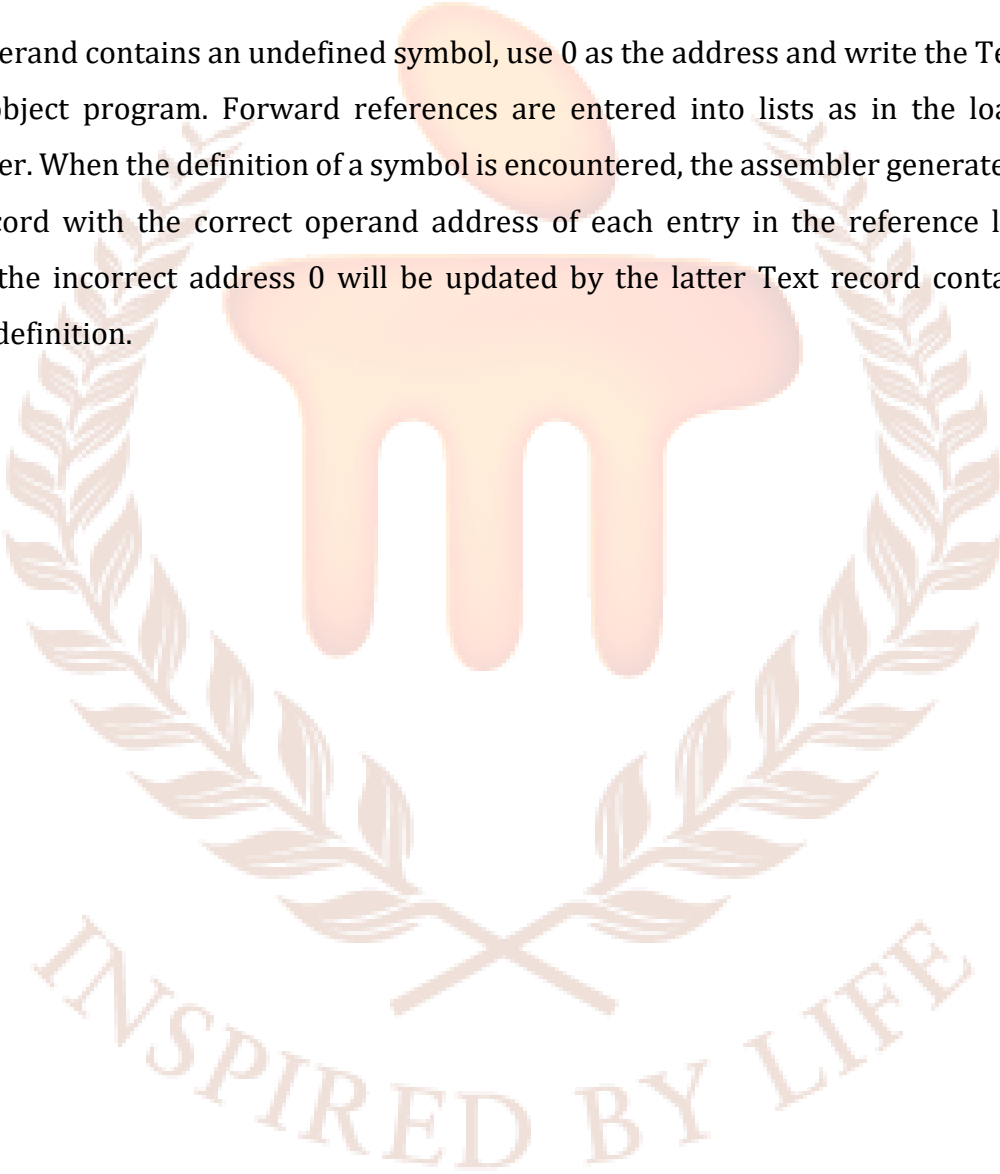 erand contains an undefined symbol, use 0 as the address and write the Te
bject program. Forward references are entered into lists as in the loa
er. When the definition of a symbol is encountered, the assembler generate
cord with the correct operand address of each entry in the reference l
the incorrect address 0 will be updated by the latter Text record conta
definition.
INSPIRED BY LIFE